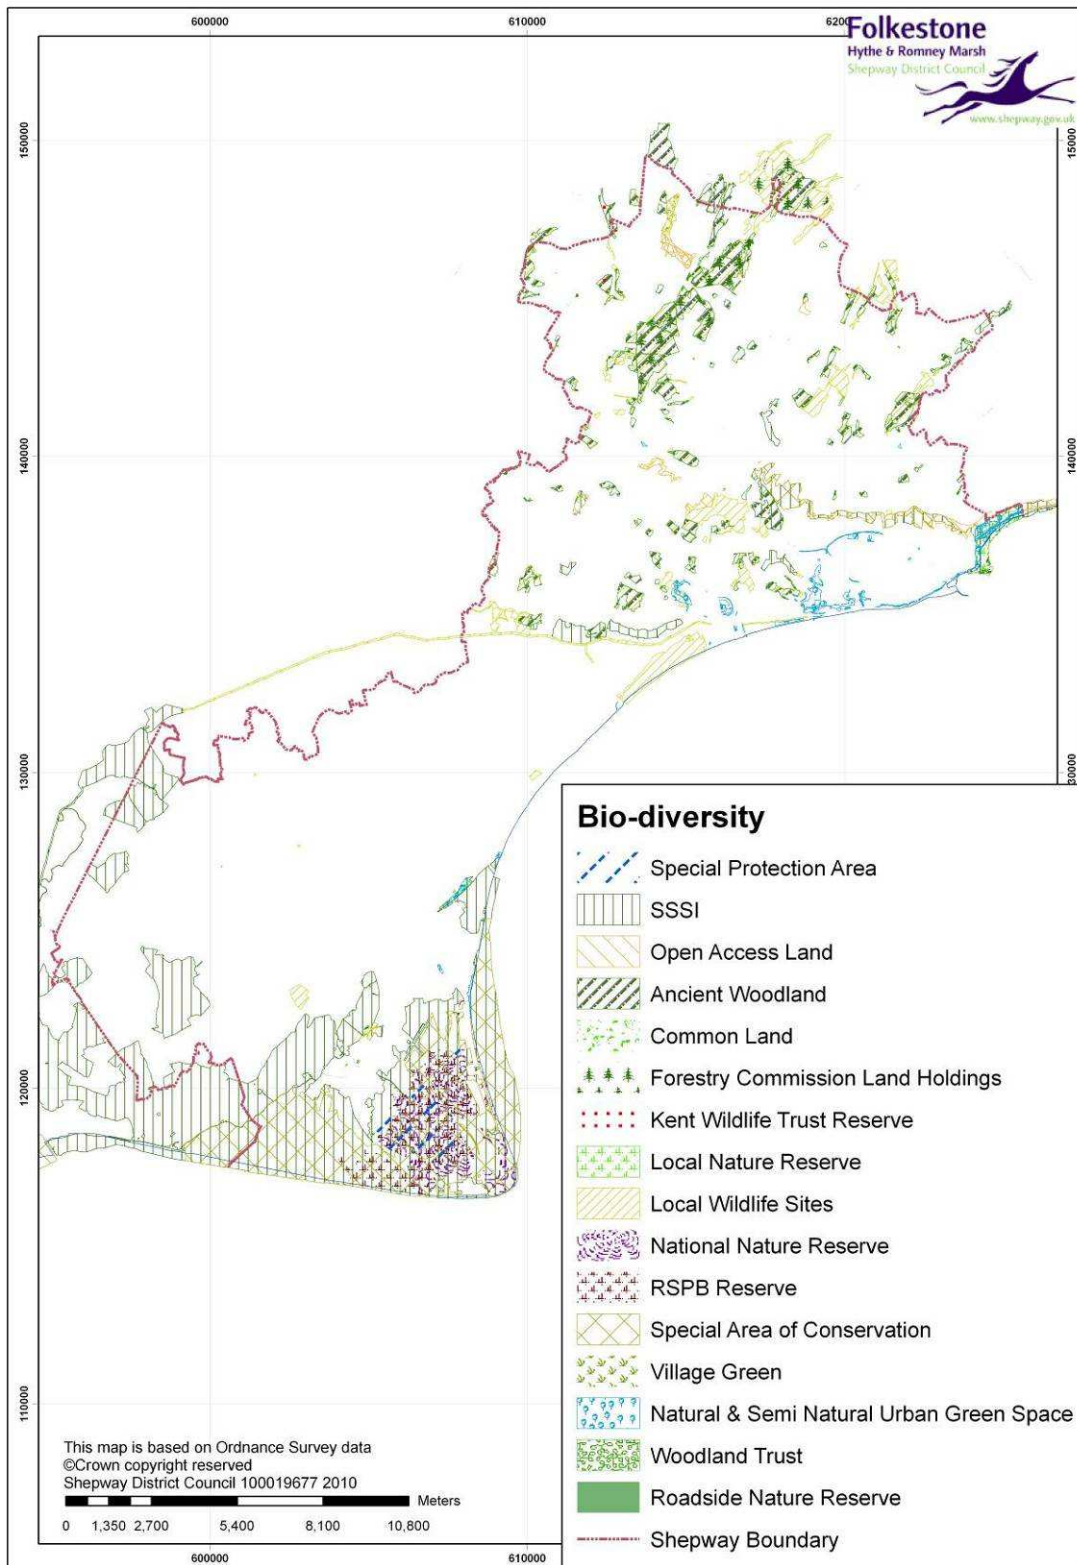 600000
610000
620
Folkestone
Hythe & Romney Marsh
Shepway District Council
www.shepway.gov.uk
150000
15000
140000
140000
130000
30000
120000
110000
Bio-diversity
Special Protection Area
SSSI
Open Access Land
Ancient Woodland
Common Land
Forestry Commission Land Holdings
Kent Wildlife Trust Reserve
Local Nature Reserve
Local Wildlife Sites
National Nature Reserve
RSPB Reserve
Special Area of Conservation
Village Green
Natural & Semi Natural Urban Green Space
Woodland Trust
Roadside Nature Reserve
Shepway Boundary
This map is based on Ordnance Survey data
©Crown copyright reserved
Shepway District Council 100019677 2010
Meters
0 1,350 2,700 5,400 8,100 10,800
600000
610000